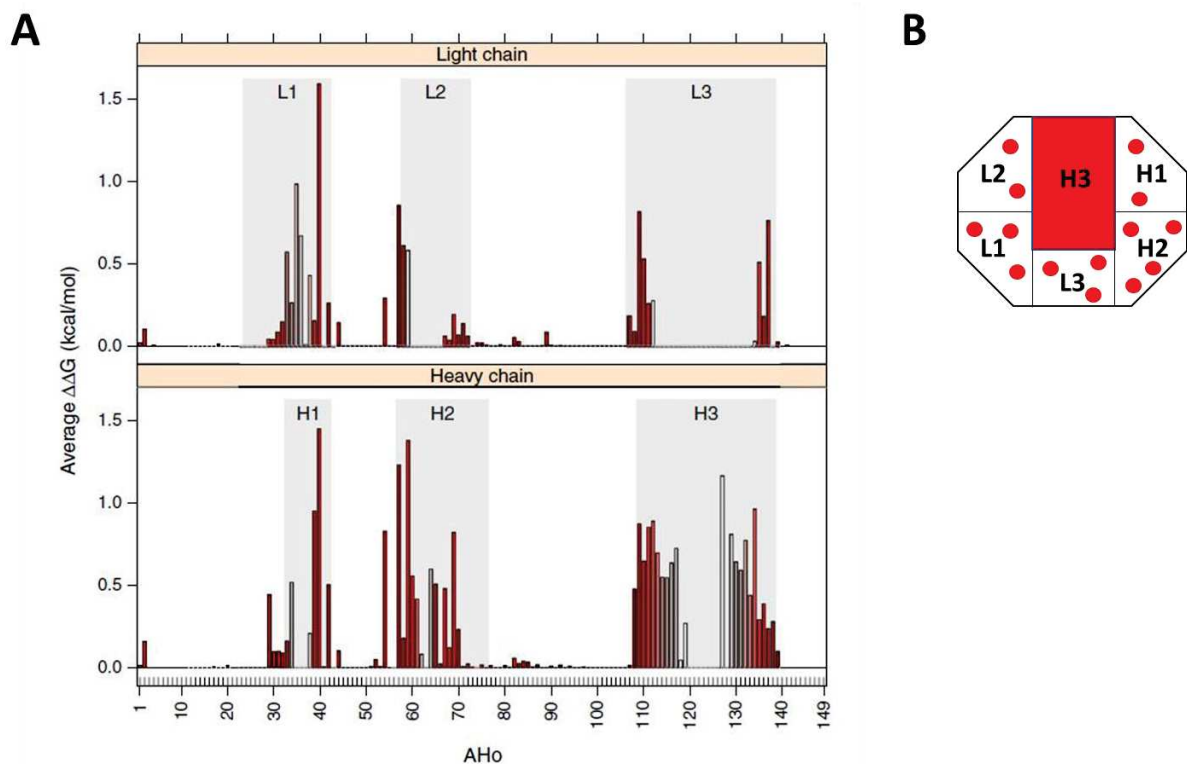 A
Light chain
L1 L2 L3
1.5
1.0
0.5
0.0
Heavy chain
H1 H2 H3
1.5
1.0
0.5
0.0
Average ΔΔG (kcal/mol)
1 10 20 30 40 50 60 70 80 90 100 110 120 130 140 149
AHo
B
L2 H3 H1
L1 L3 H2